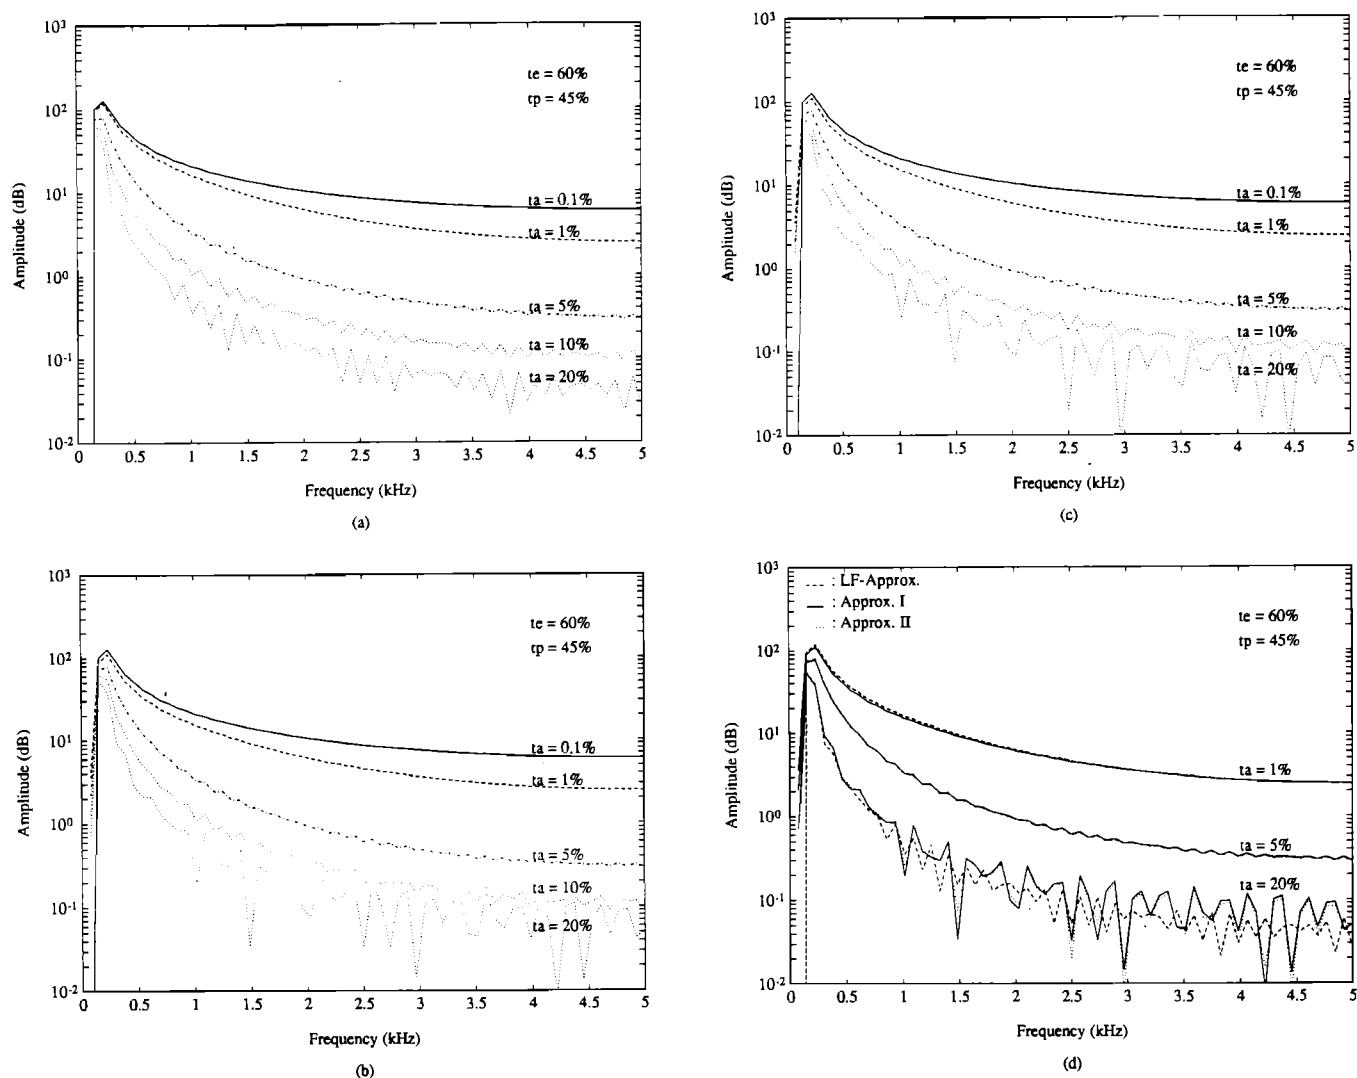 10³
10²
10¹
10⁰
10⁻¹
10⁻²
Amplitude (dB)
te = 60%
tp = 45%
ta = 0.1%
ta = 1%
ta = 5%
ta = 10%
ta = 20%
0 0.5 1 1.5 2 2.5 3 3.5 4 4.5 5
Frequency (kHz)
(a)
10³
10²
10¹
10⁰
10⁻¹
10⁻²
Amplitude (dB)
te = 60%
tp = 45%
ta = 0.1%
ta = 1%
ta = 5%
ta = 10%
ta = 20%
0 0.5 1 1.5 2 2.5 3 3.5 4 4.5 5
Frequency (kHz)
(c)
10³
10²
10¹
10⁰
10⁻¹
10⁻²
Amplitude (dB)
te = 60%
tp = 45%
ta = 0.1%
ta = 1%
ta = 5%
ta = 10%
ta = 20%
0 0.5 1 1.5 2 2.5 3 3.5 4 4.5 5
Frequency (kHz)
(b)
10³
10²
10¹
10⁰
10⁻¹
10⁻²
Amplitude (dB)
: LF-Approx.
: Approx. I
: Approx. II
te = 60%
tp = 45%
ta = 1%
ta = 5%
ta = 20%
0 0.5 1 1.5 2 2.5 3 3.5 4 4.5 5
Frequency (kHz)
(d)